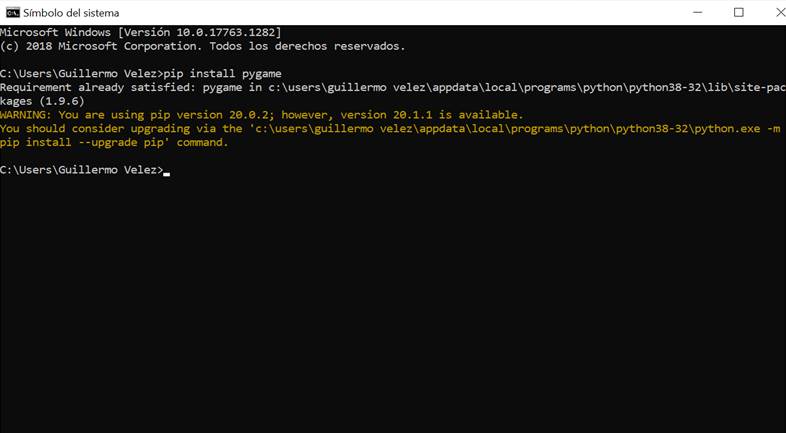 Símbolo del sistema
Microsoft Windows [Versión 10.0.17763.1282]
(c) 2018 Microsoft Corporation. Todos los derechos reservados.
C:\Users\Guillermo Velez>pip install pygame
Requirement already satisfied: pygame in c:\users\guillermo velez\appdata\local\programs\python\python38-32\lib\site-pac
kages (1.9.6)
WARNING: You are using pip version 20.0.2; however, version 20.1.1 is available.
You should consider upgrading via the 'c:\users\guillermo velez\appdata\local\programs\python\python38-32\python.exe -m
pip install --upgrade pip' command.
C:\Users\Guillermo Velez>